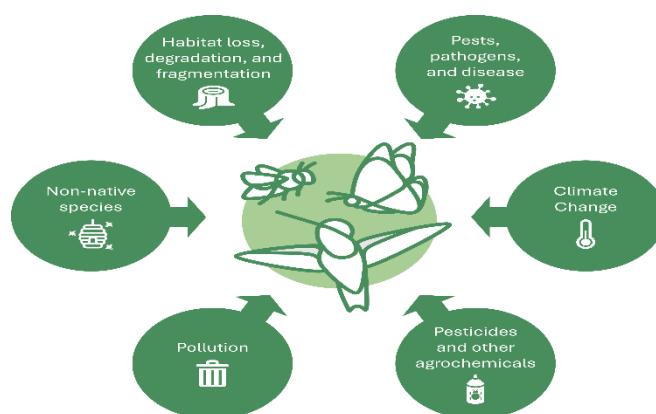 Habitat loss,
degradation, and
fragmentation
Pests,
pathogens,
and disease
Non-native
species
Climate
Change
Pollution
Pesticides
and other
agrochemicals